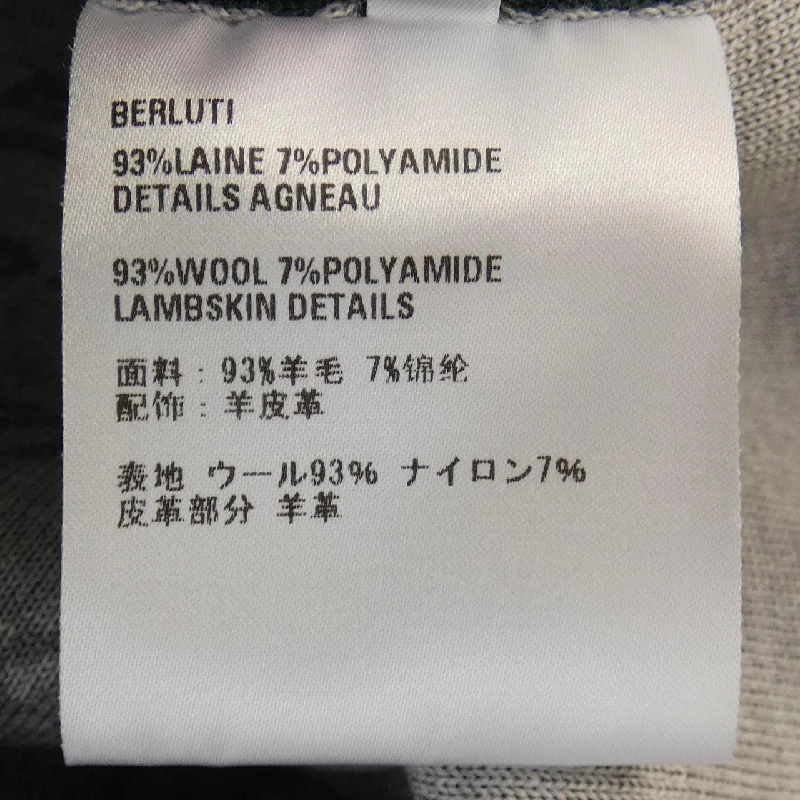 BERLUTI
93%LAINE 7%POLYAMIDE
DETAILS AGNEAU
93%WOOL 7%POLYAMIDE
LAMBSKIN DETAILS
面料：93%羊毛 7%锦纶
配饰：羊皮革
表地 ウール93% ナイロン7%
皮革部分 羊革